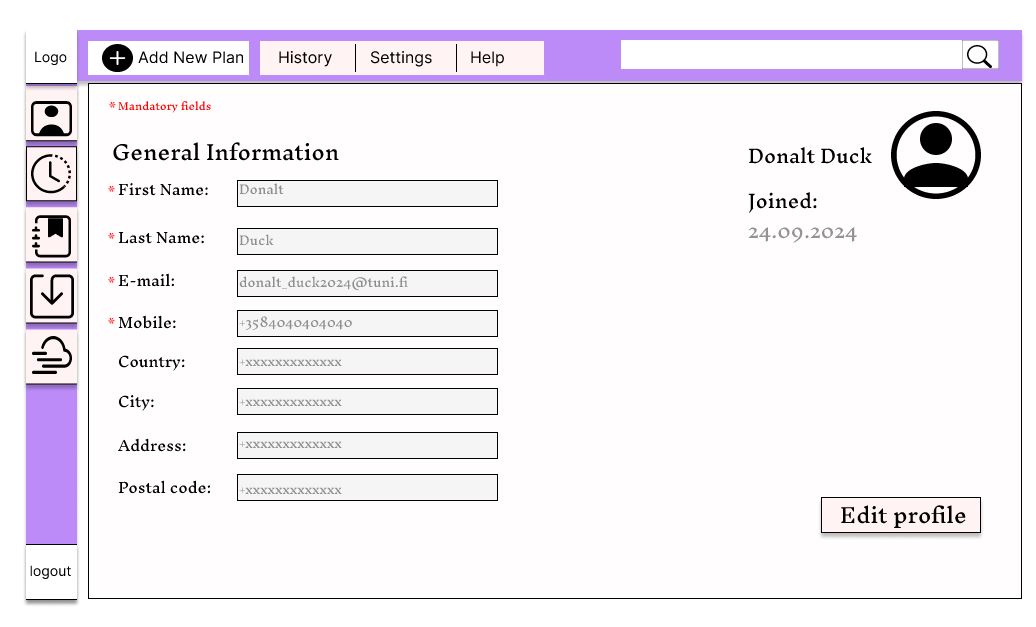 Logo
Add New Plan
History
Settings
Help
* Mandatory fields
General Information
* First Name: Donalt
* Last Name: Duck
* E-mail: donalt_duck2024@tuni.fi
* Mobile: +3584040404040
Country: +xxxxxxxxxxxxx
City: +xxxxxxxxxxxxx
Address: +xxxxxxxxxxxxx
Postal code: +xxxxxxxxxxxxx
Donalt Duck
Joined:
24.09.2024
Edit profile
logout